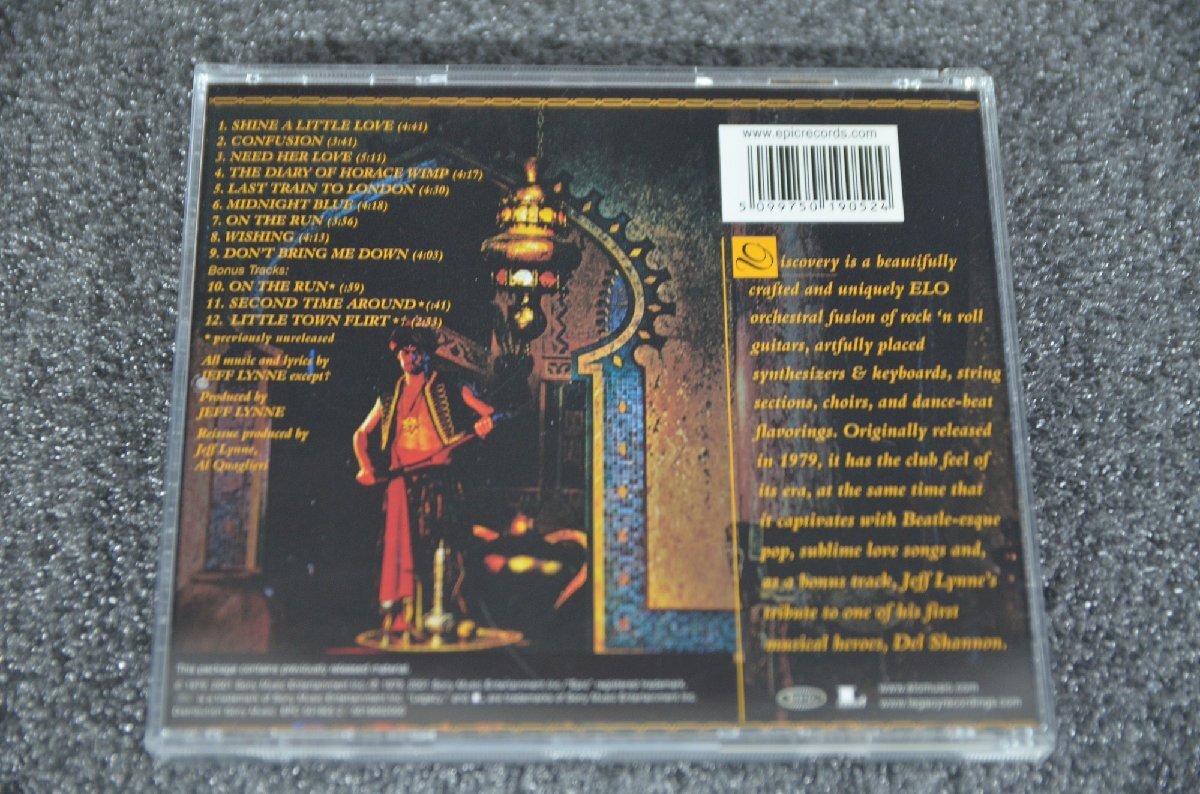 1. SHINE A LITTLE LOVE (4:41)
2. CONFUSION (3:41)
3. NEED HER LOVE (5:11)
4. THE DIARY OF HORACE WIMP (4:17)
5. LAST TRAIN TO LONDON (4:30)
6. MIDNIGHT BLUE (4:18)
7. ON THE RUN (3:56)
8. WISHING (4:13)
9. DON'T BRING ME DOWN (4:03)
Bonus Tracks:
10. ON THE RUN* (:59)
11. SECOND TIME AROUND* (:41)
12. LITTLE TOWN FLIRT *† (2:53)
* previously unreleased
All music and lyrics by
JEFF LYNNE except†
Produced by
JEFF LYNNE
Reissue produced by
Jeff Lynne,
Al Quaglieri
www.epicrecords.com
5 099750 190524
Discovery is a beautifully
crafted and uniquely ELO
orchestral fusion of rock 'n roll
guitars, artfully placed
synthesizers & keyboards, string
sections, choirs, and dance-beat
flavorings. Originally released
in 1979, it has the club feel of
its era, at the same time that
it captivates with Beatle-esque
pop, sublime love songs and,
as a bonus track, Jeff Lynne's
tribute to one of his first
musical heroes, Del Shannon.
This package contains previously released material.
www.elomusic.com
www.legacyrecordings.com